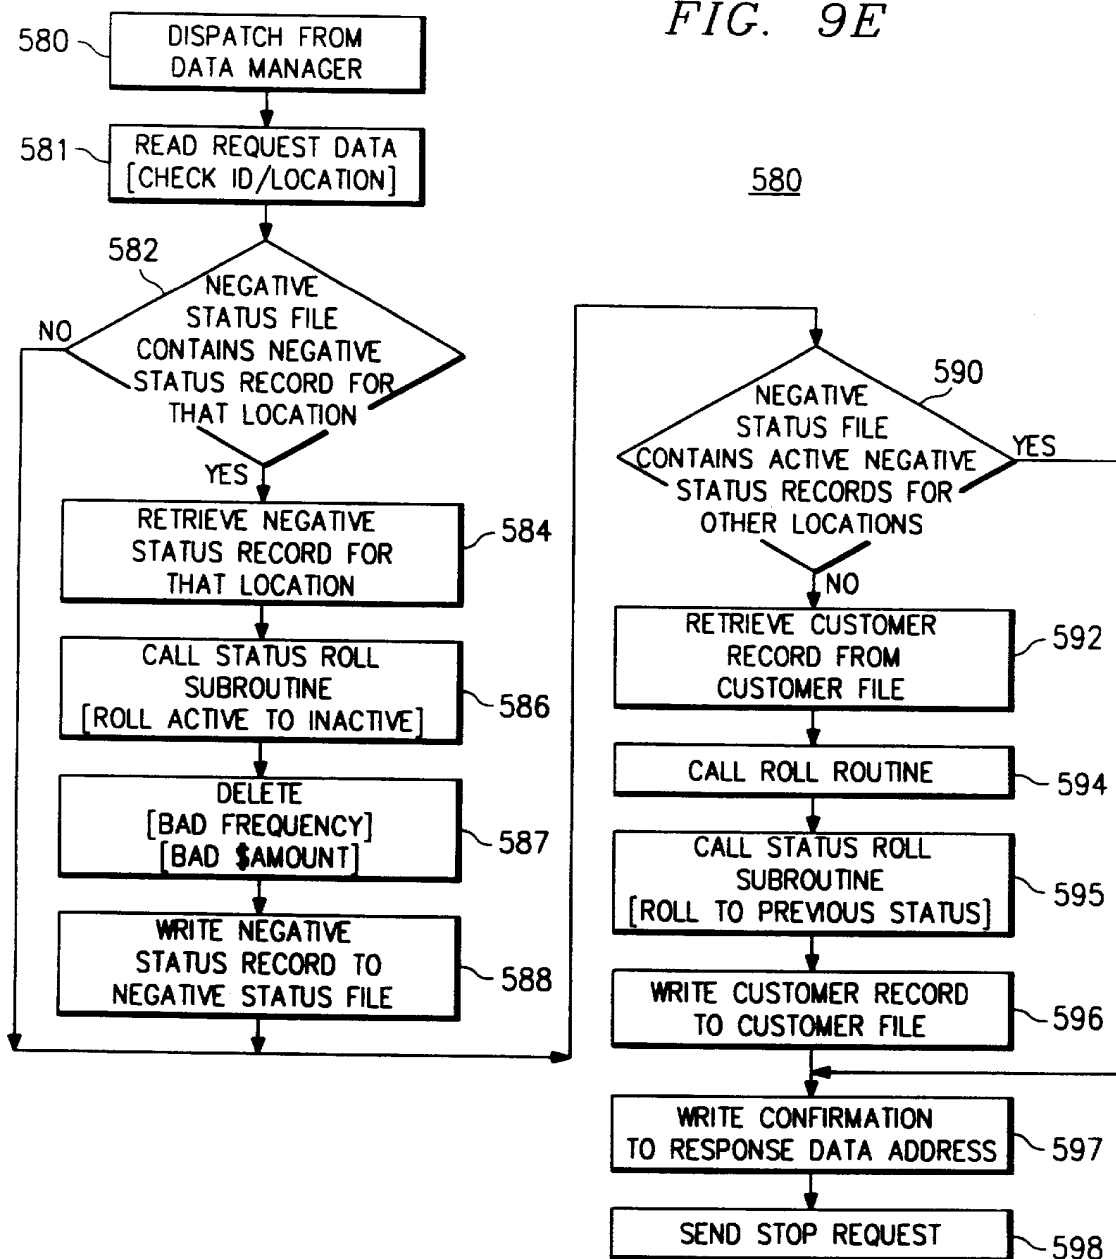 FIG. 9E
580
DISPATCH FROM
DATA MANAGER
581
READ REQUEST DATA
[CHECK ID/LOCATION]
580
582
NEGATIVE
STATUS FILE
CONTAINS NEGATIVE
STATUS RECORD FOR
THAT LOCATION
NO
YES
RETRIEVE NEGATIVE
STATUS RECORD FOR
THAT LOCATION
584
CALL STATUS ROLL
SUBROUTINE
[ROLL ACTIVE TO INACTIVE]
586
DELETE
[BAD FREQUENCY]
[BAD $AMOUNT]
587
WRITE NEGATIVE
STATUS RECORD TO
NEGATIVE STATUS FILE
588
590
NEGATIVE
STATUS FILE
CONTAINS ACTIVE NEGATIVE
STATUS RECORDS FOR
OTHER LOCATIONS
YES
NO
RETRIEVE CUSTOMER
RECORD FROM
CUSTOMER FILE
592
CALL ROLL ROUTINE
594
CALL STATUS ROLL
SUBROUTINE
[ROLL TO PREVIOUS STATUS]
595
WRITE CUSTOMER RECORD
TO CUSTOMER FILE
596
WRITE CONFIRMATION
TO RESPONSE DATA ADDRESS
597
SEND STOP REQUEST
598